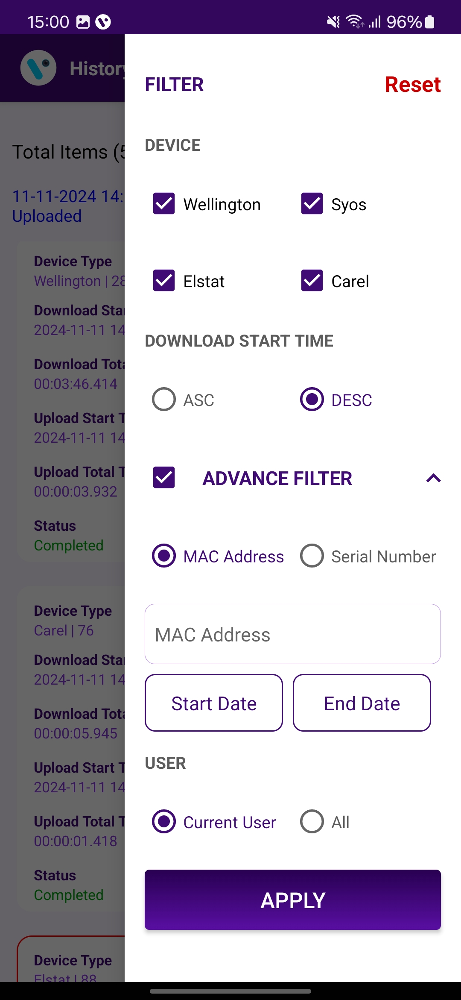 15:00
96%
History
FILTER
Reset
Total Items (5
DEVICE
11-11-2024 14:
Uploaded
Wellington
Syos
Device Type
Wellington | 28
Elstat
Carel
Download Star
2024-11-11 14
DOWNLOAD START TIME
Download Tota
00:03:46.414
ASC
DESC
Upload Start T
2024-11-11 14
Upload Total T
00:00:03.932
ADVANCE FILTER
Status
Completed
MAC Address
Serial Number
Device Type
Carel | 76
MAC Address
Download Star
2024-11-11 14
Download Tota
00:00:05.945
Start Date
End Date
Upload Start T
2024-11-11 14
USER
Upload Total T
00:00:01.418
Current User
All
Status
Completed
APPLY
Device Type
Elstat | 88